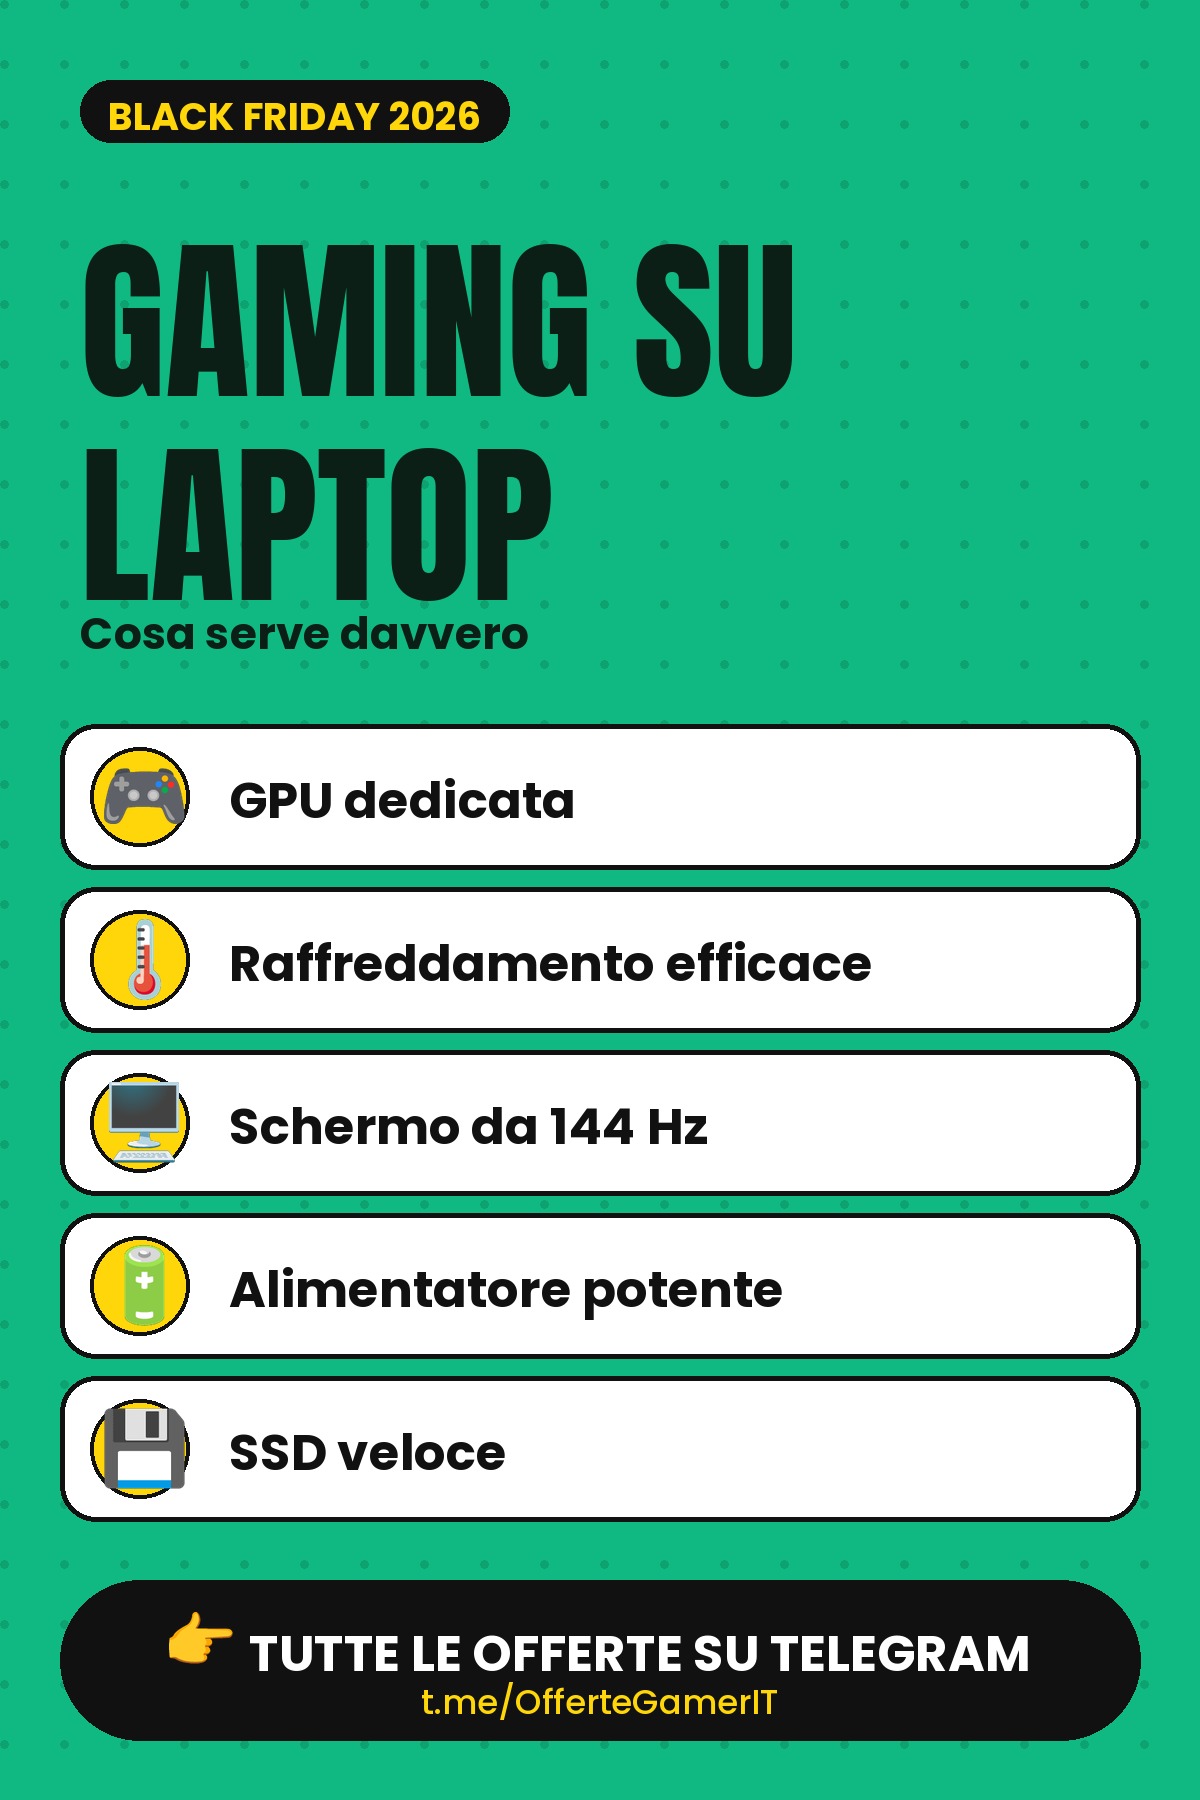 BLACK FRIDAY 2026
GAMING SU
LAPTOP
Cosa serve davvero
GPU dedicata
Raffreddamento efficace
Schermo da 144 Hz
Alimentatore potente
SSD veloce
👉 TUTTE LE OFFERTE SU TELEGRAM
t.me/OfferteGamerIT